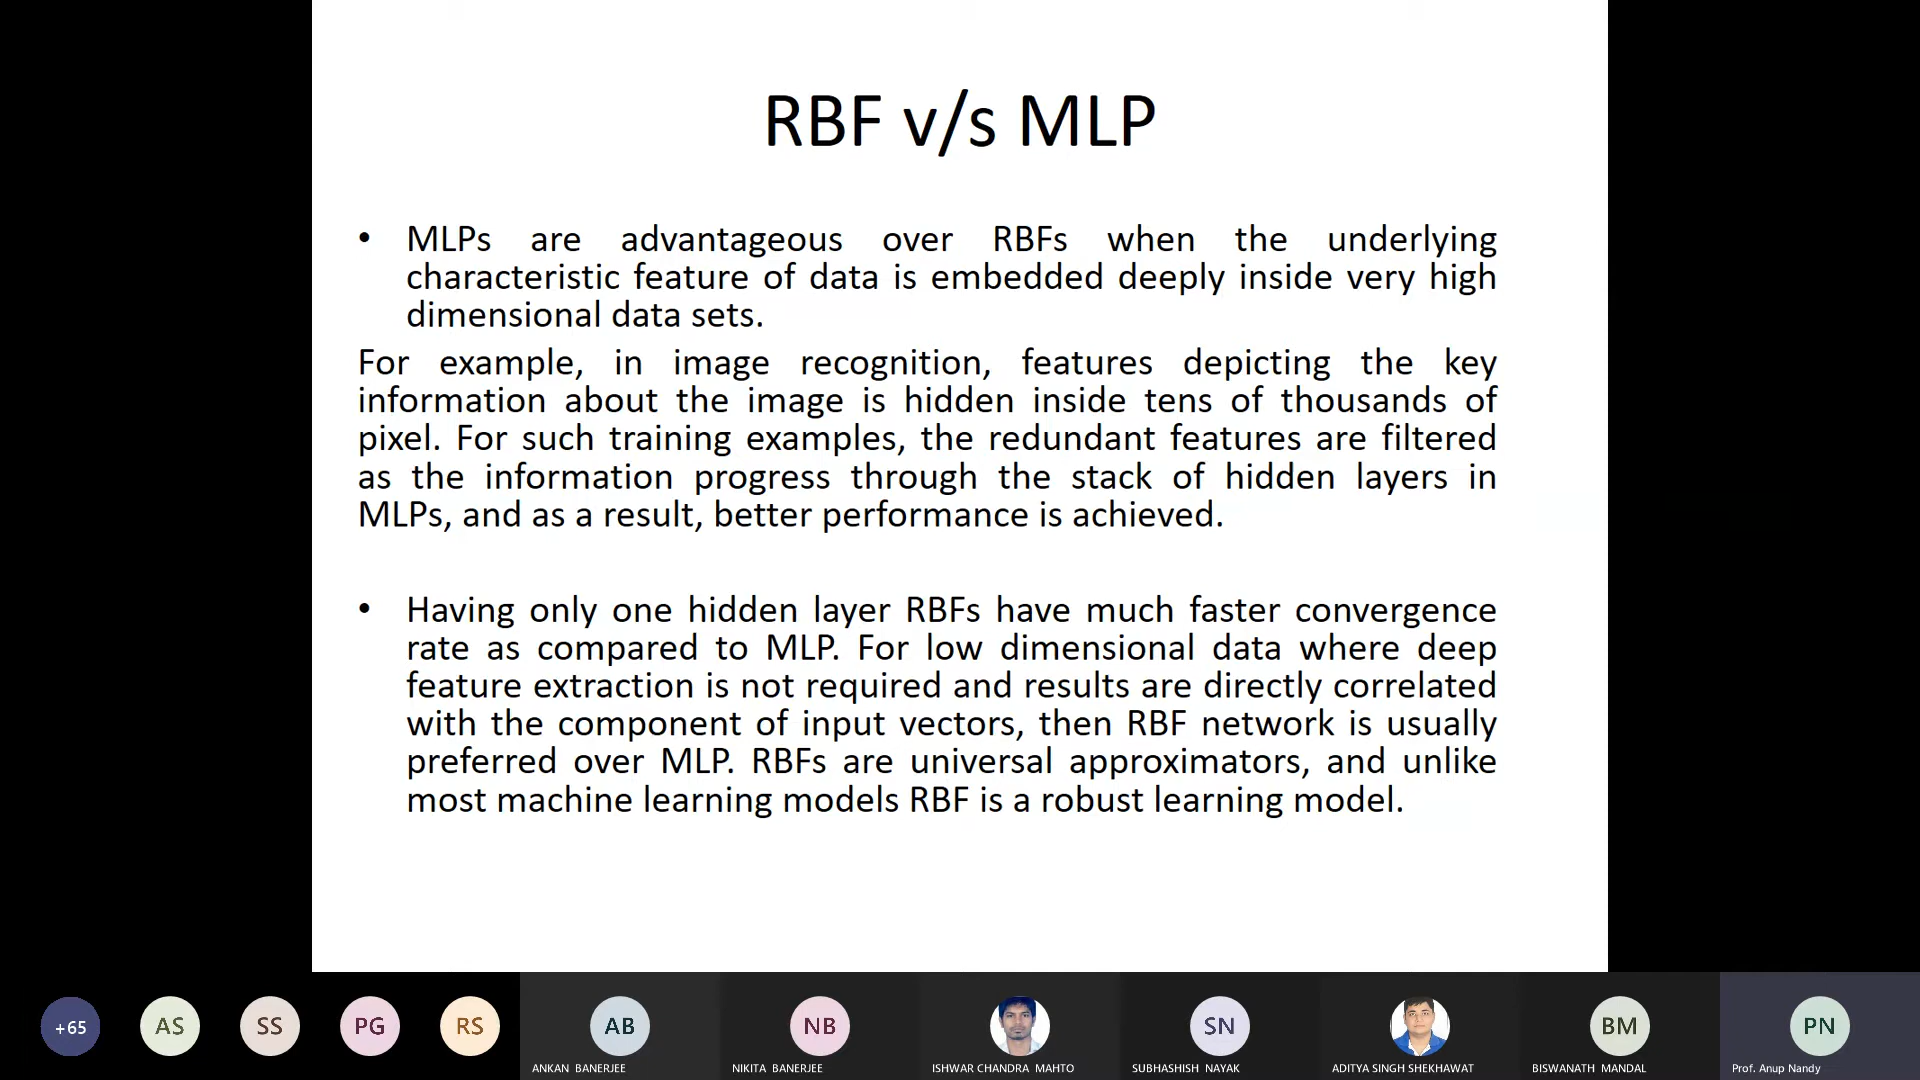 RBF v/s MLP
• MLPs are advantageous over RBFs when the underlying
characteristic feature of data is embedded deeply inside very high
dimensional data sets.
For example, in image recognition, features depicting the key
information about the image is hidden inside tens of thousands of
pixel. For such training examples, the redundant features are filtered
as the information progress through the stack of hidden layers in
MLPs, and as a result, better performance is achieved.
• Having only one hidden layer RBFs have much faster convergence
rate as compared to MLP. For low dimensional data where deep
feature extraction is not required and results are directly correlated
with the component of input vectors, then RBF network is usually
preferred over MLP. RBFs are universal approximators, and unlike
most machine learning models RBF is a robust learning model.
+65 AS SS PG RS AB NB SN BM PN
ANKAN BANERJEE NIKITA BANERJEE ISHWAR CHANDRA MAHTO SUBHASHISH NAYAK ADITYA SINGH SHEKHAWAT BISWANATH MANDAL Prof. Anup Nandy